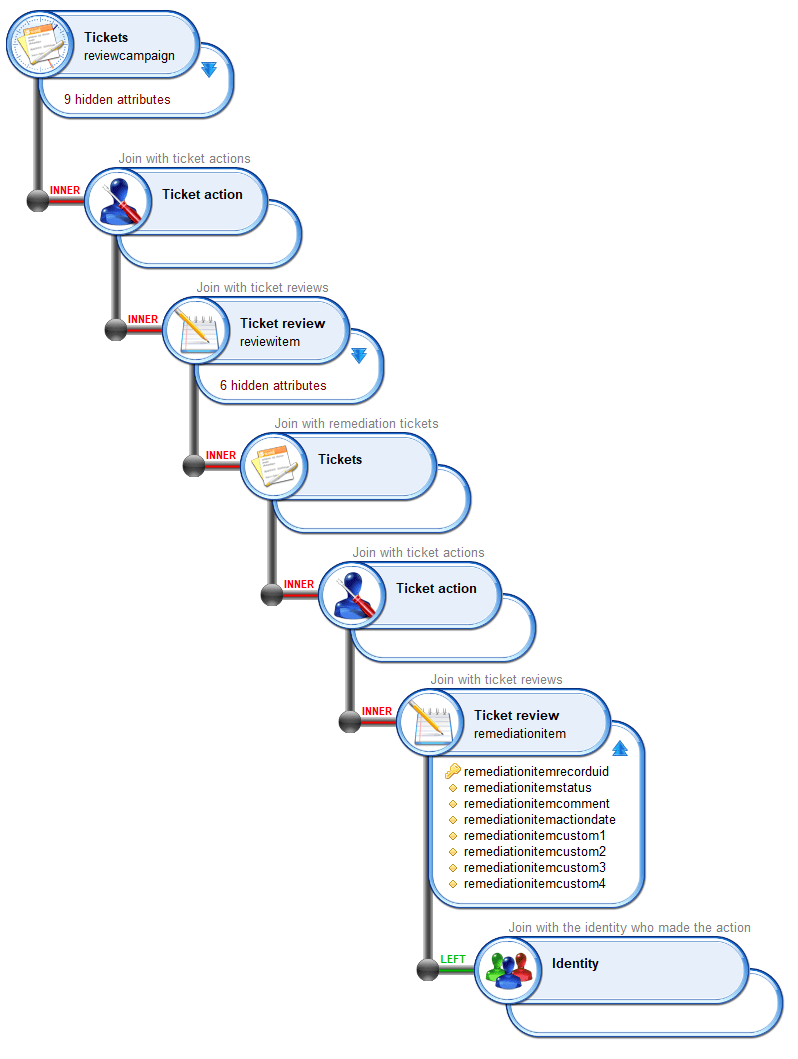 Tickets
reviewcampaign
9 hidden attributes
Join with ticket actions
INNER
Ticket action
Join with ticket reviews
INNER
Ticket review
reviewitem
6 hidden attributes
Join with remediation tickets
INNER
Tickets
Join with ticket actions
INNER
Ticket action
Join with ticket reviews
INNER
Ticket review
remediationitem
remediationitemrecorduid
remediationitemstatus
remediationitemcomment
remediationitemactiondate
remediationitemcustom1
remediationitemcustom2
remediationitemcustom3
remediationitemcustom4
Join with the identity who made the action
LEFT
Identity